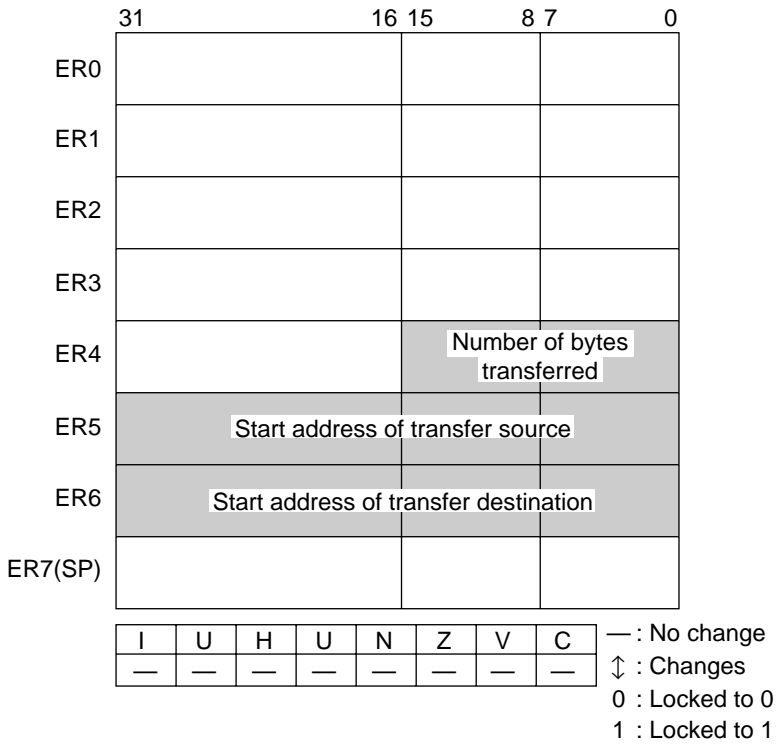 31 16 15 8 7 0
ER0
ER1
ER2
ER3
ER4 Number of bytes
transferred
ER5 Start address of transfer source
ER6 Start address of transfer destination
ER7(SP)
I U H U N Z V C — : No change
— — — — — — — — ↕ : Changes
0 : Locked to 0
1 : Locked to 1